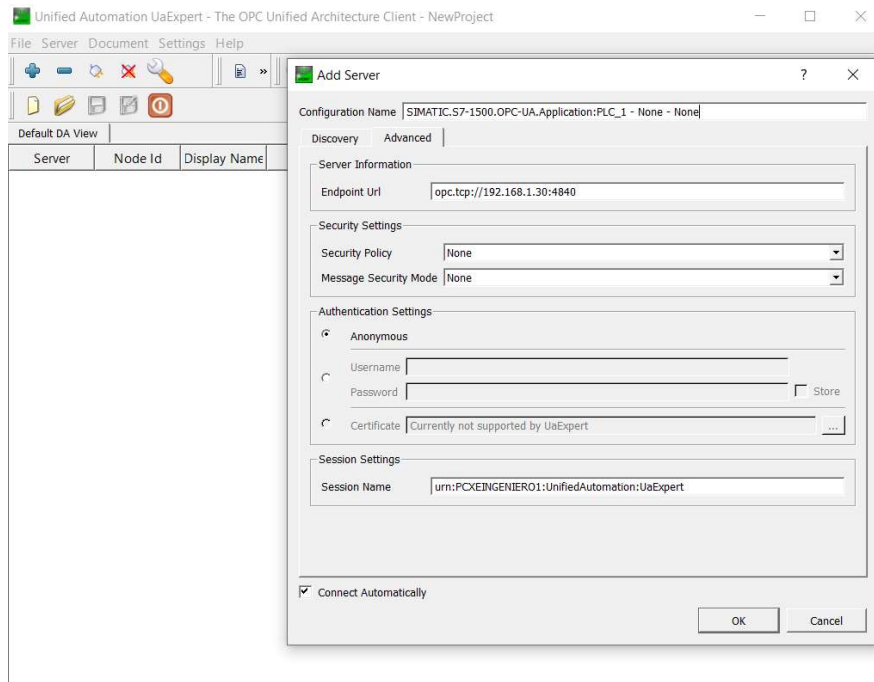 Unified Automation UaExpert - The OPC Unified Architecture Client - NewProject
File Server Document Settings Help
»
Default DA View
Server Node Id Display Name
Add Server
?
Configuration Name SIMATIC.S7-1500.OPC-UA.Application:PLC_1 - None - None
Discovery Advanced
Server Information
Endpoint Url opc.tcp://192.168.1.30:4840
Security Settings
Security Policy None
Message Security Mode None
Authentication Settings
Anonymous
Username
Password Store
Certificate Currently not supported by UaExpert ...
Session Settings
Session Name urn:PCXEINGENIERO1:UnifiedAutomation:UaExpert
Connect Automatically
OK Cancel